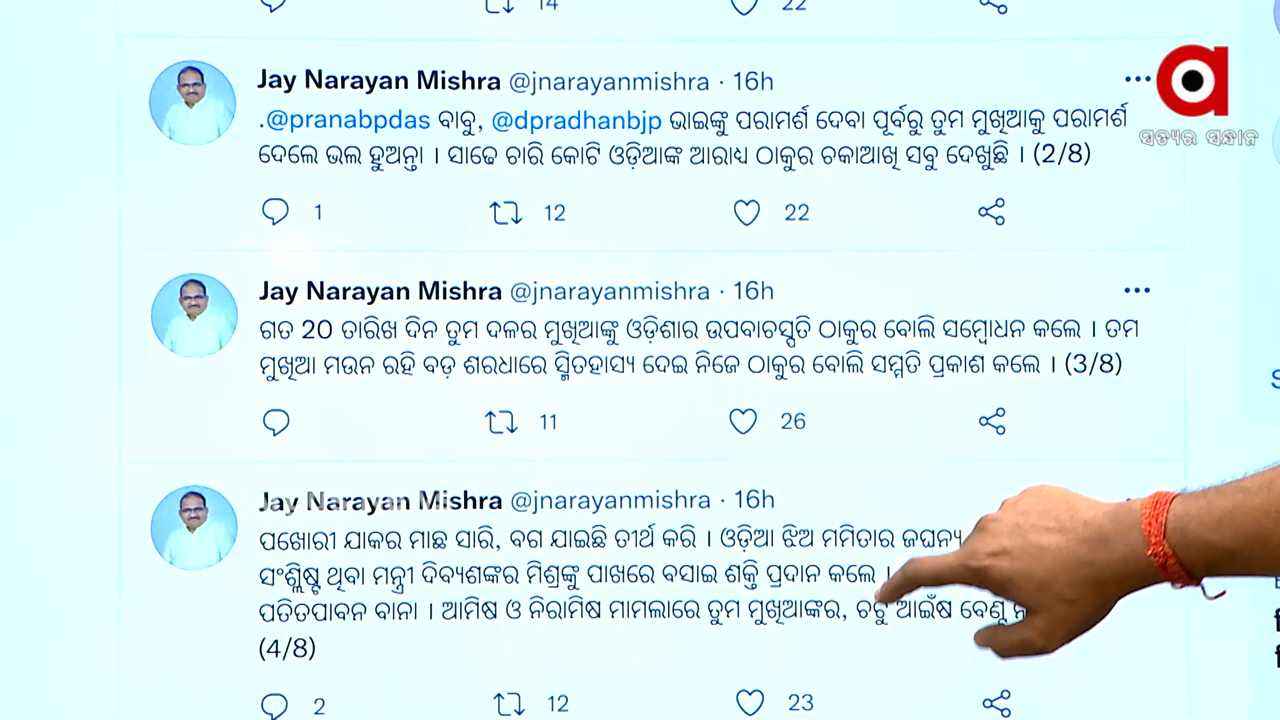 14 22
Jay Narayan Mishra @jnarayanmishra · 16h
.@pranabpdas ବାବୁ, @dpradhanbjp ଭାଇଙ୍କୁ ପରାମର୍ଶ ଦେବା ପୂର୍ବରୁ ତୁମ ମୁଖିଆକୁ ପରାମର୍ଶ
ଦେଲେ ଭଲ ହୁଅନ୍ତା । ସାଢେ ଚାରି କୋଟି ଓଡ଼ିଆଙ୍କ ଆରାଧ୍ୟ ଠାକୁର ଚକାଆଖି ସବୁ ଦେଖୁଛି । (2/8)
1 12 22
ସତ୍ୟର ସନ୍ଧାନ
Jay Narayan Mishra @jnarayanmishra · 16h
ଗତ 20 ତାରିଖ ଦିନ ତୁମ ଦଳର ମୁଖିଆଙ୍କୁ ଓଡ଼ିଶାର ଉପବାଚସ୍ପତି ଠାକୁର ବୋଲି ସମ୍ବୋଧନ କଲେ । ତମ
ମୁଖିଆ ମଉନ ରହି ବଡ଼ ଶରଧାରେ ସ୍ମିତହାସ୍ୟ ଦେଇ ନିଜେ ଠାକୁର ବୋଲି ସମ୍ମତି ପ୍ରକାଶ କଲେ । (3/8)
11 26
Jay Narayan Mishra @jnarayanmishra · 16h
ପଖୋରୀ ଯାକର ମାଛ ସାରି, ବଗ ଯାଇଛି ତୀର୍ଥ କରି । ଓଡ଼ିଆ ଝିଅ ମମିତାର ଜଘନ୍ୟ
ସଂଶ୍ଲିଷ୍ଟ ଥିବା ମନ୍ତ୍ରୀ ଦିବ୍ୟଶଙ୍କର ମିଶ୍ରଙ୍କୁ ପାଖରେ ବସାଇ ଶକ୍ତି ପ୍ରଦାନ କଲେ ।
ପତିତପାବନ ବାନା । ଆମିଷ ଓ ନିରାମିଷ ମାମଲାରେ ତୁମ ମୁଖିଆଙ୍କର, ଚଟୁ ଆଇଁଷ ବେଣ୍ଟ
(4/8)
2 12 23